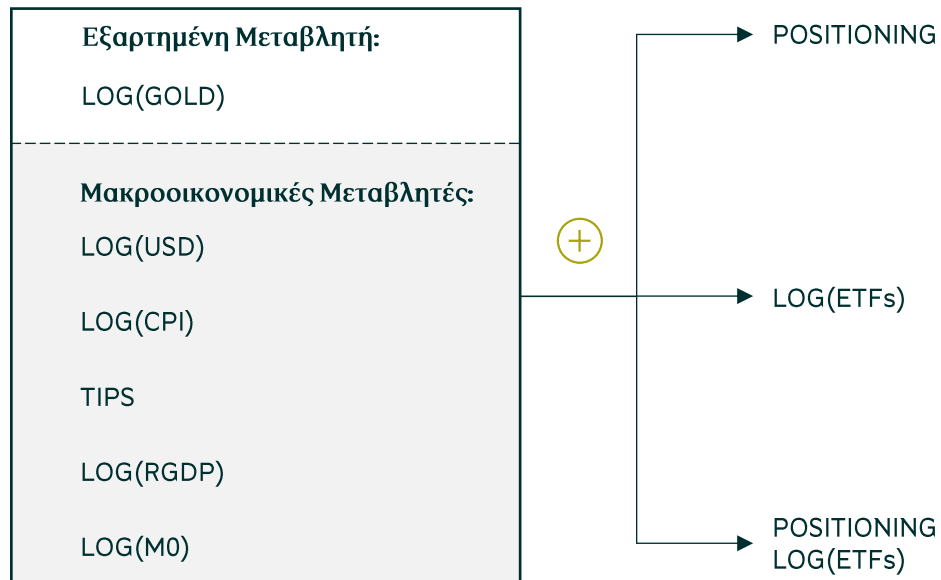 Εξαρτημένη Μεταβλητή:
LOG(GOLD)
Μακροοικονομικές Μεταβλητές:
LOG(USD)
LOG(CPI)
TIPS
LOG(RGDP)
LOG(M0)
POSITIONING
LOG(ETFs)
POSITIONING
LOG(ETFs)